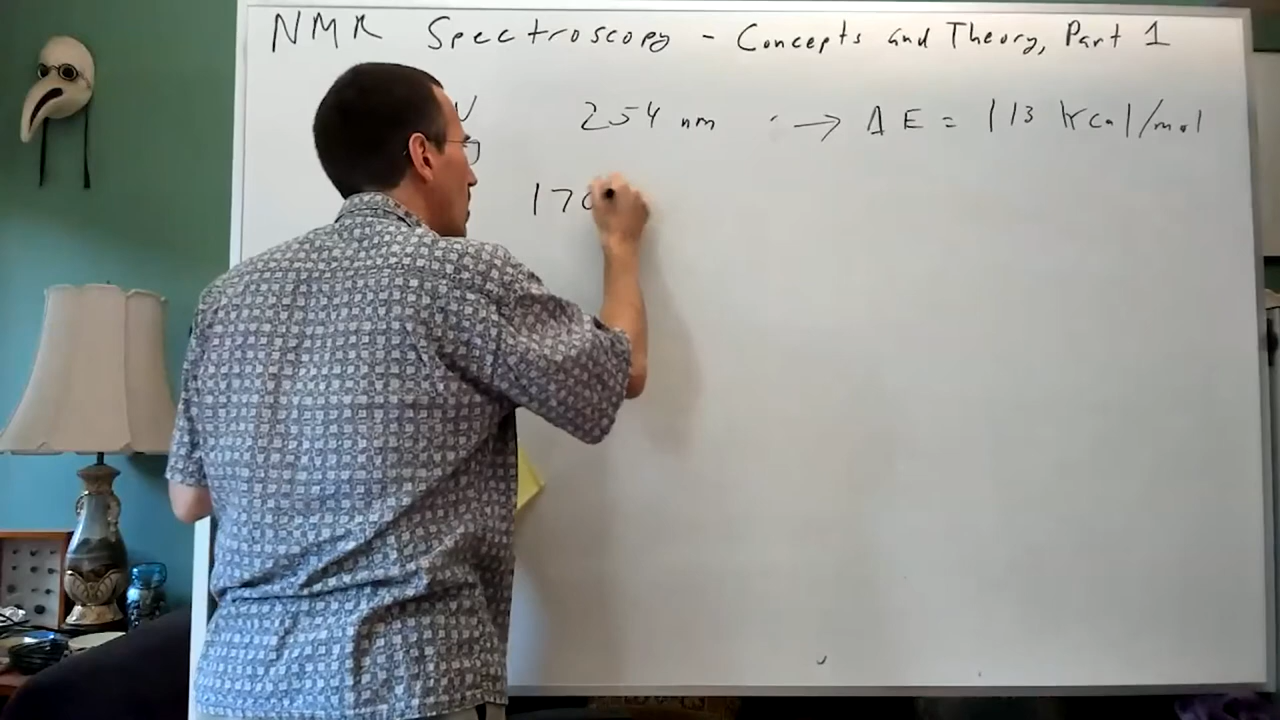 NMR Spectroscopy - Concepts and Theory, Part 1
254 nm → ΔE = 113 kcal/mol
170